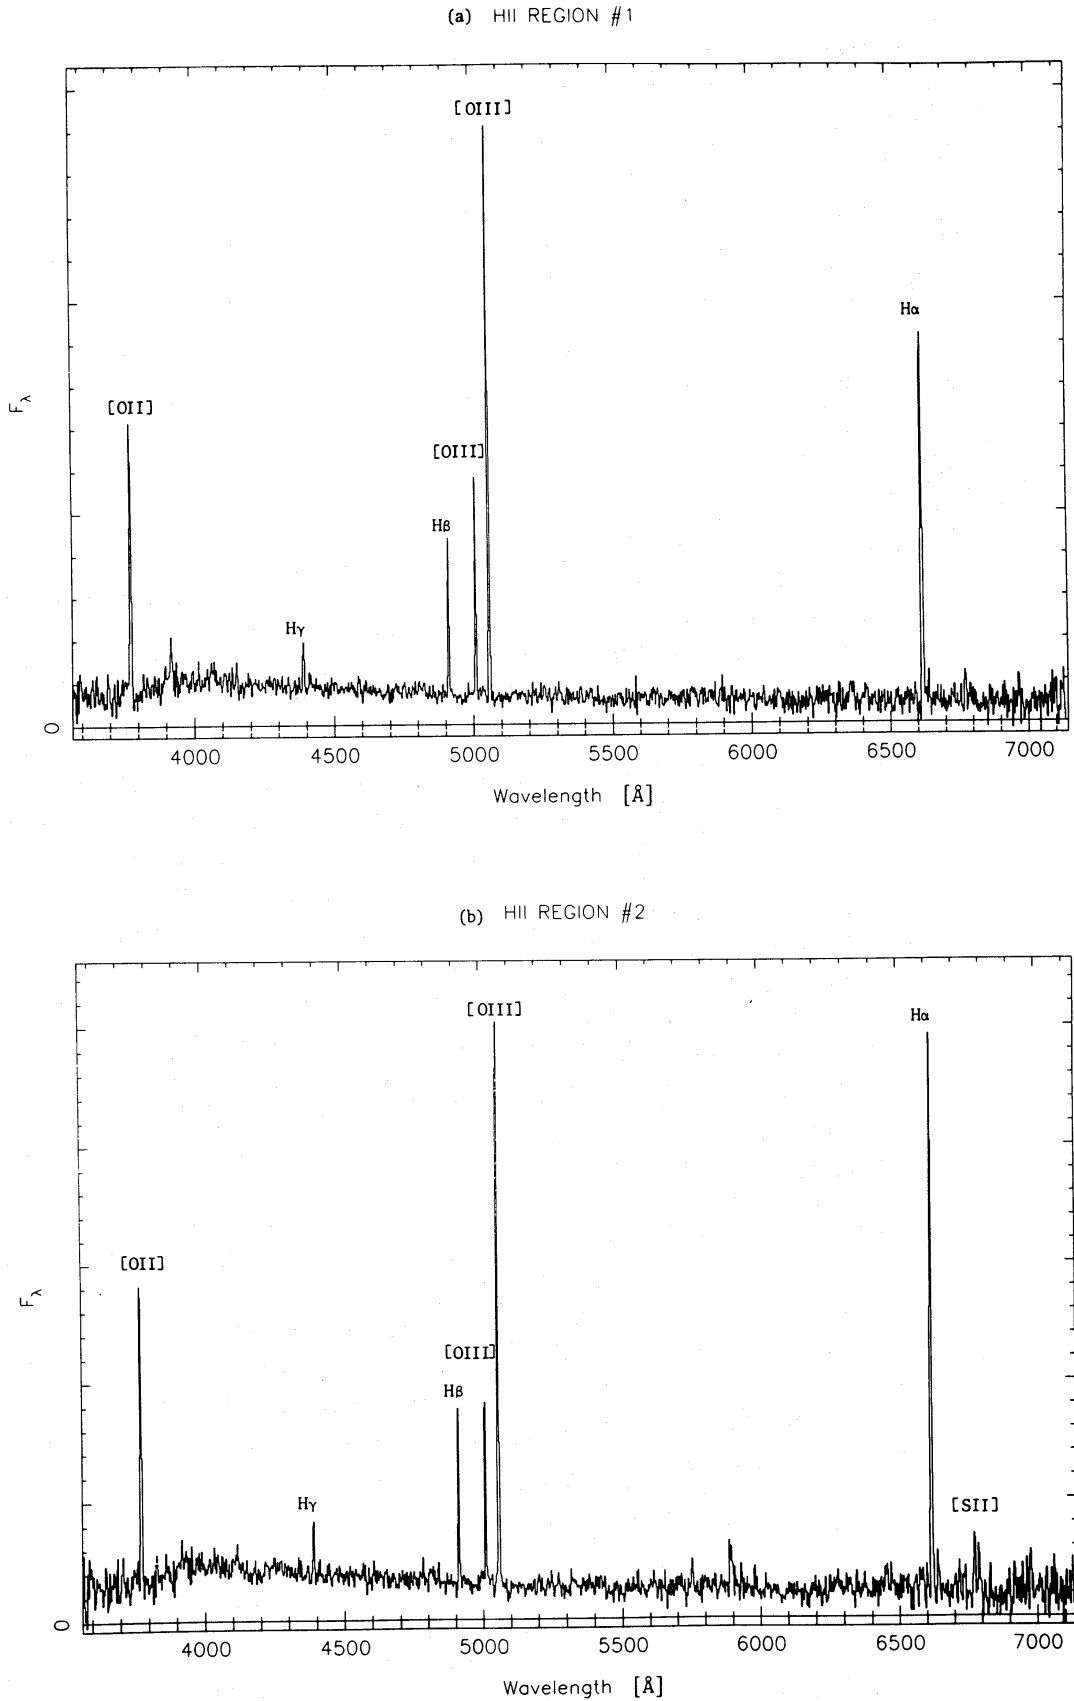 (a) HII REGION #1
[OIII]
Hα
[OII]
[OIII]
Hβ
Hγ
Fλ
0
4000 4500 5000 5500 6000 6500 7000
Wavelength [Å]
(b) HII REGION #2
[OIII]
Hα
[OII]
[OIII]
Hβ
Hγ
[SII]
Fλ
0
4000 4500 5000 5500 6000 6500 7000
Wavelength [Å]